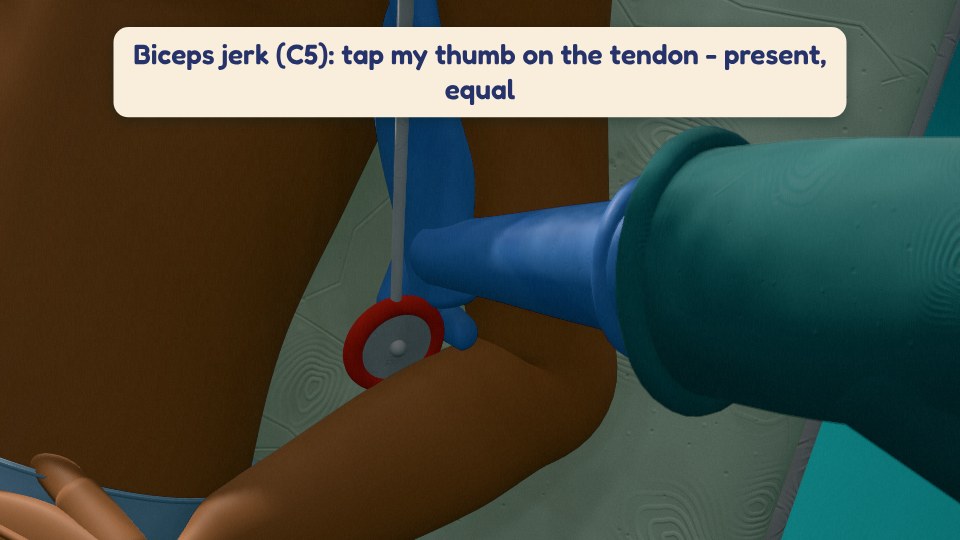 Biceps jerk (C5): tap my thumb on the tendon - present,
equal